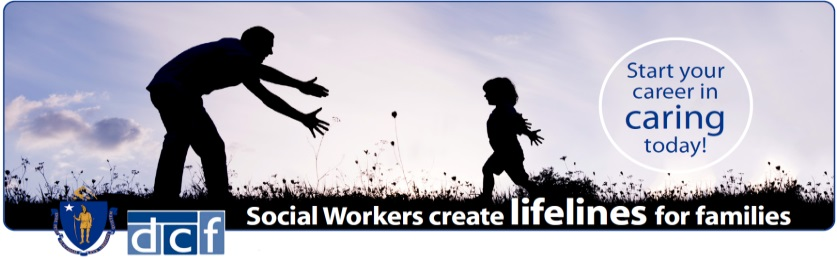 Start your
career in
caring
today!
dcf
Social Workers create lifelines for families